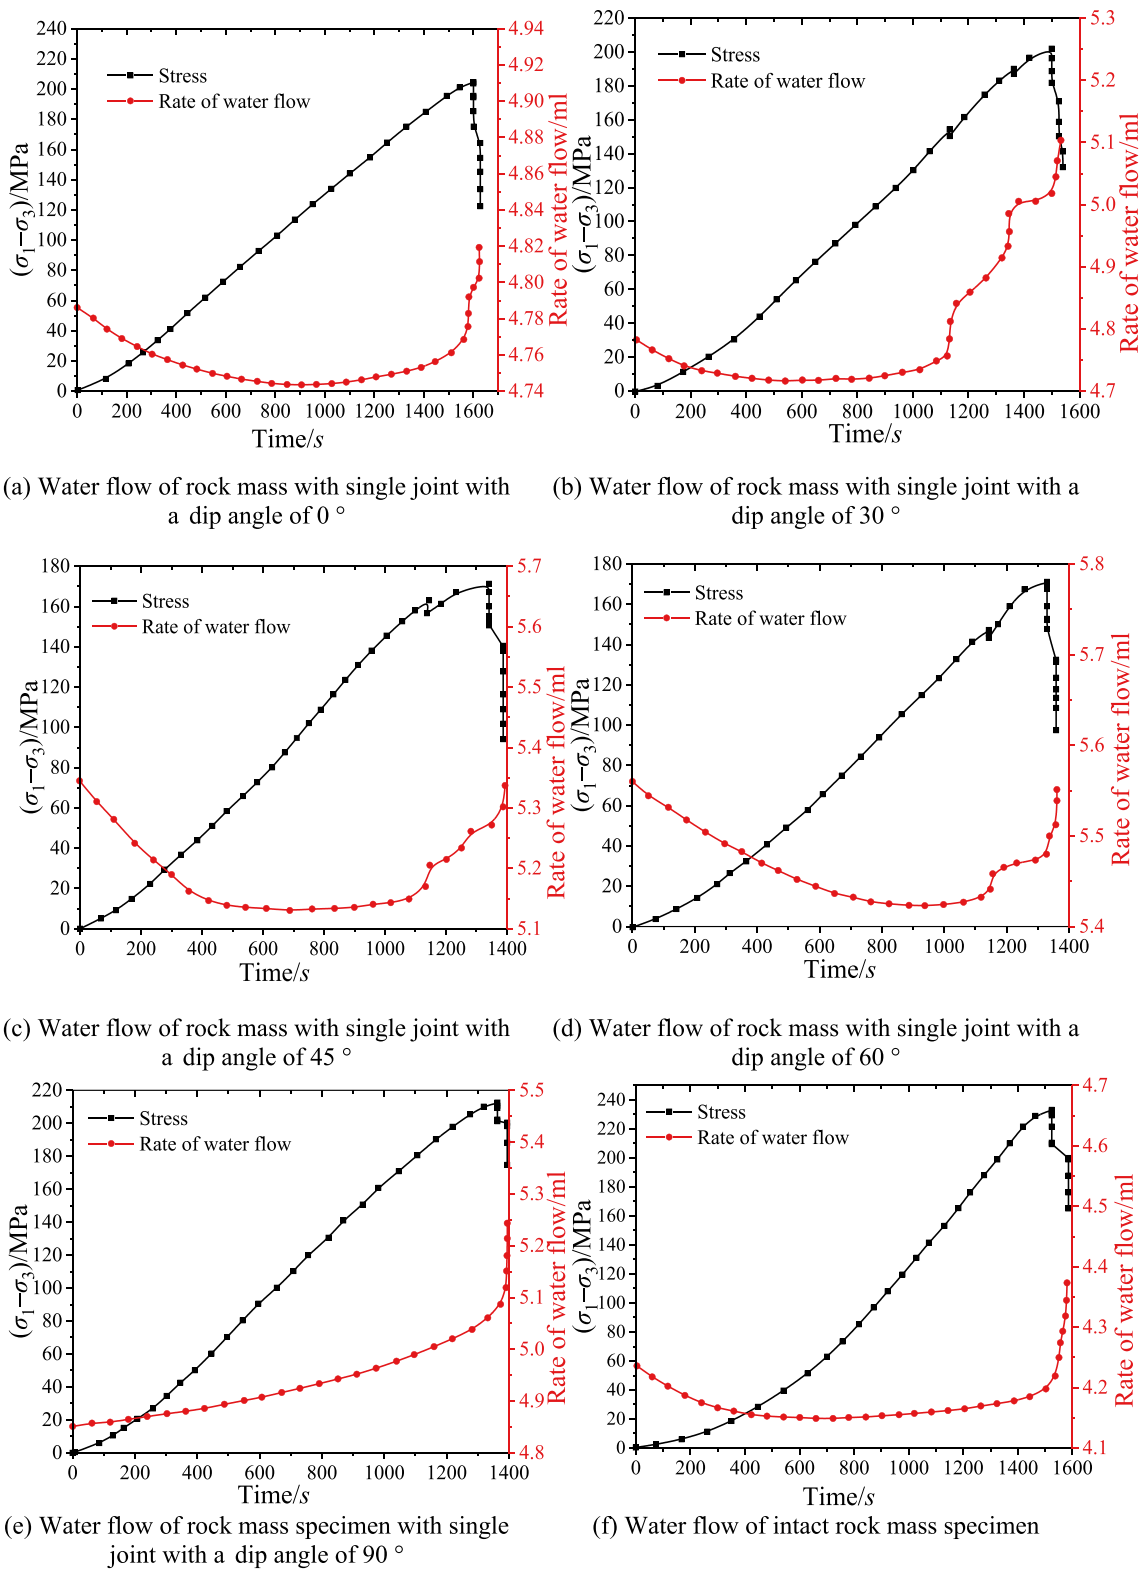 240
220
200
180
160
140
120
100
80
60
40
20
0
(σ1−σ3)/MPa
Stress
Rate of water flow
4.94
4.92
4.90
4.88
4.86
4.84
4.82
4.80
4.78
4.76
4.74
Rate of water flow/ml
0 200 400 600 800 1000 1200 1400 1600
Time/s
200
180
160
140
120
100
80
60
40
20
0
(σ1−σ3)/MPa
Stress
Rate of water flow
5.3
5.2
5.1
5.0
4.9
4.8
4.7
Rate of water flow/ml
0 200 400 600 800 1000 1200 1400 1600
Time/s
(a) Water flow of rock mass with single joint with
a dip angle of 0 °
(b) Water flow of rock mass with single joint with a
dip angle of 30 °
180
160
140
120
100
80
60
40
20
0
(σ1−σ3)/MPa
Stress
Rate of water flow
5.7
5.6
5.5
5.4
5.3
5.2
5.1
Rate of water flow/ml
0 200 400 600 800 1000 1200 1400
Time/s
180
170
160
150
140
130
120
110
100
90
80
70
60
50
40
30
20
10
0
(σ1−σ3)/MPa
Stress
Rate of water flow
5.8
5.7
5.6
5.5
5.4
Rate of water flow/ml
0 200 400 600 800 1000 1200 1400
Time/s
(c) Water flow of rock mass with single joint with
a dip angle of 45 °
(d) Water flow of rock mass with single joint with a
dip angle of 60 °
220
200
180
160
140
120
100
80
60
40
20
0
(σ1−σ3)/MPa
Stress
Rate of water flow
5.5
5.4
5.3
5.2
5.1
5.0
4.9
4.8
Rate of water flow/ml
0 200 400 600 800 1000 1200 1400
Time/s
240
220
200
180
160
140
120
100
80
60
40
20
0
(σ1−σ3)/MPa
Stress
Rate of water flow
4.7
4.6
4.5
4.4
4.3
4.2
4.1
Rate of water flow/ml
0 200 400 600 800 1000 1200 1400 1600
Time/s
(e) Water flow of rock mass specimen with single
joint with a dip angle of 90 °
(f) Water flow of intact rock mass specimen